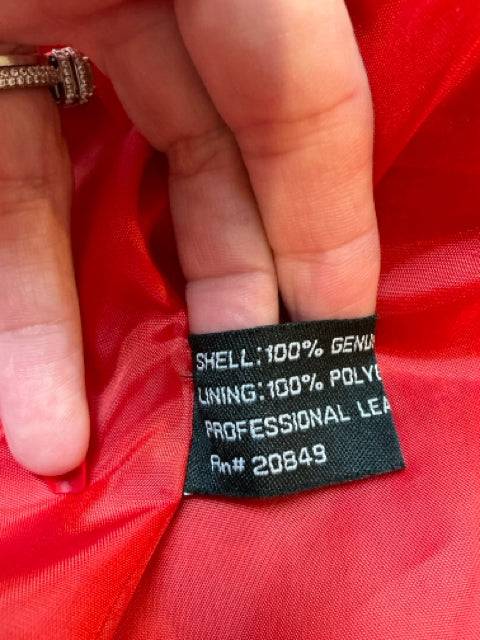 SHELL: 100% GENU
LINING: 100% POLYE
PROFESSIONAL LEA
Rn# 20849